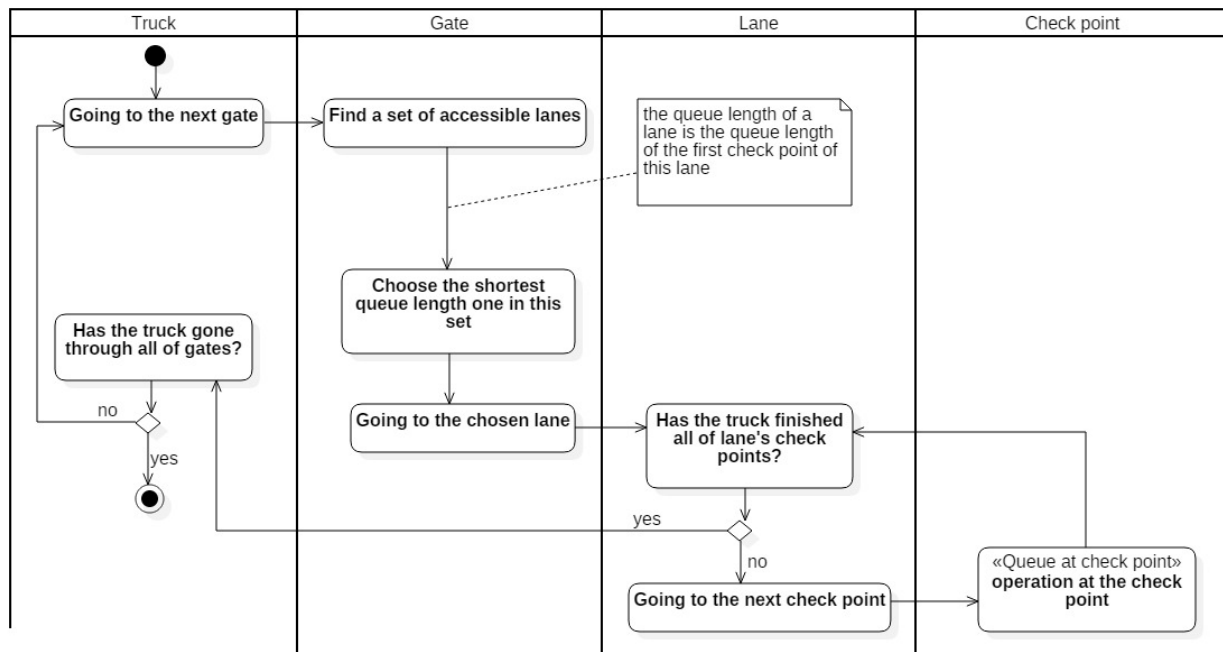 Truck
Gate
Lane
Check point
Going to the next gate
Find a set of accessible lanes
the queue length of a
lane is the queue length
of the first check point of
this lane
Choose the shortest
queue length one in this
set
Has the truck gone
through all of gates?
no
yes
Going to the chosen lane
Has the truck finished
all of lane's check
points?
yes
no
Going to the next check point
«Queue at check point»
operation at the check
point